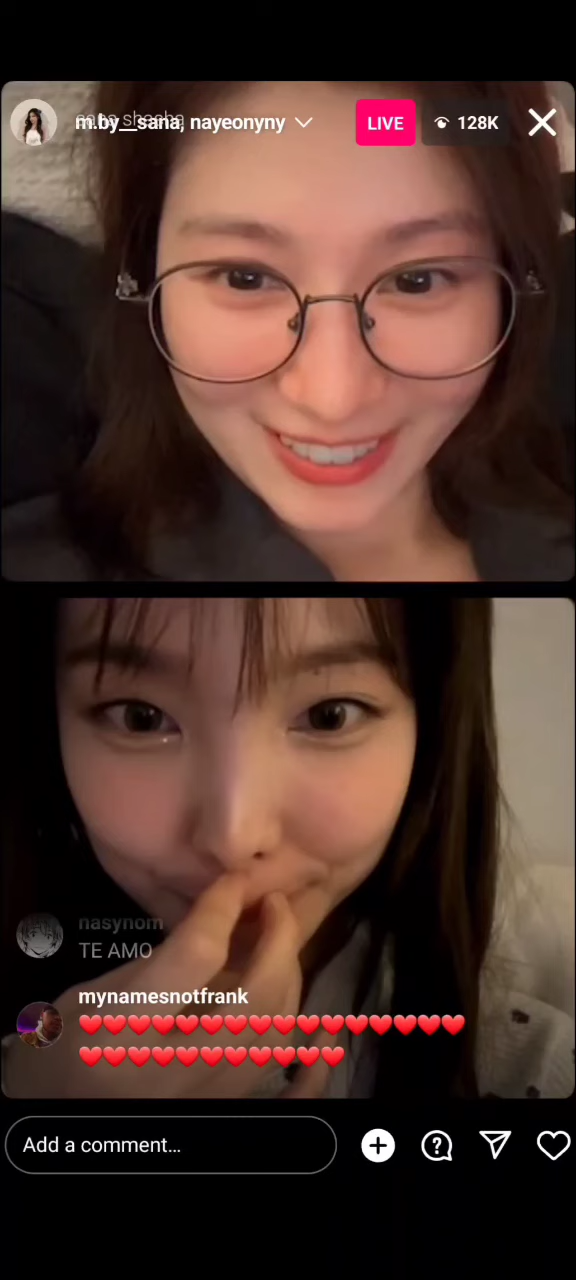 m.by__sana, nayeonyny
LIVE
128K
nasynom
TE AMO
mynamesnotfrank
❤️❤️❤️❤️❤️❤️❤️❤️❤️❤️❤️❤️❤️❤️❤️❤️
❤️❤️❤️❤️❤️❤️❤️❤️❤️❤️❤️
Add a comment…